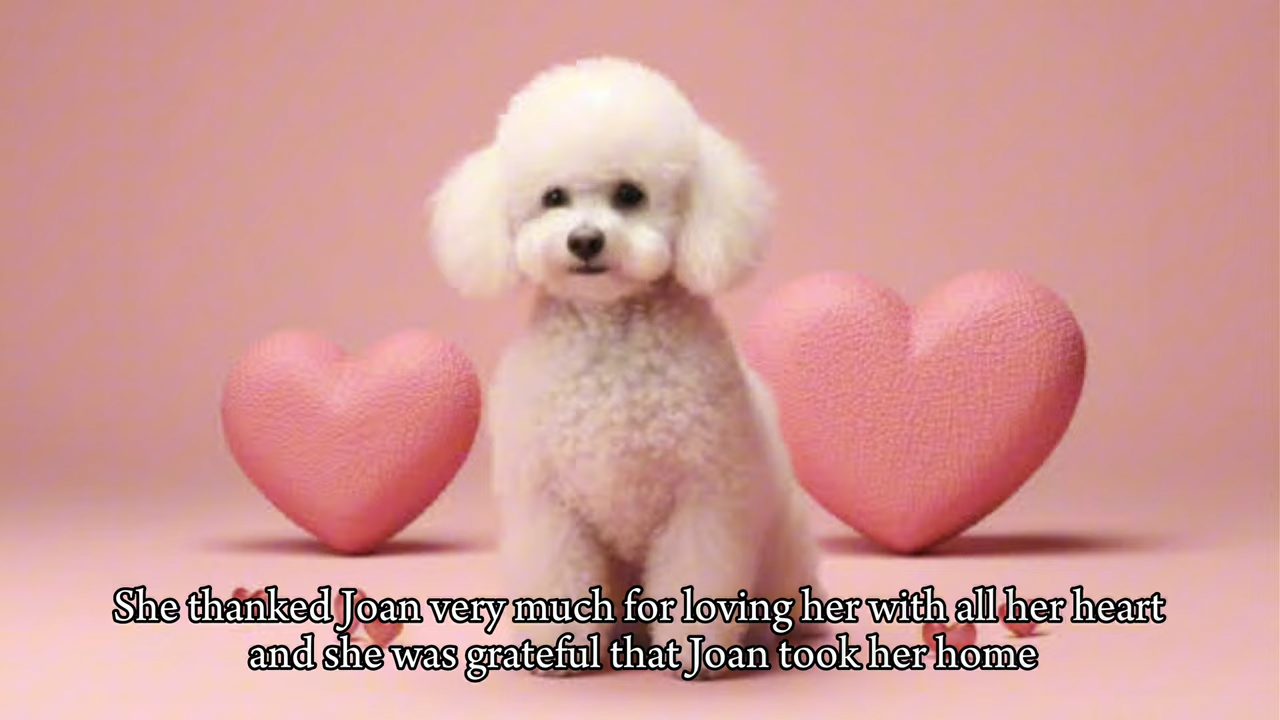 She thanked Joan very much for loving her with all her heart
and she was grateful that Joan took her home